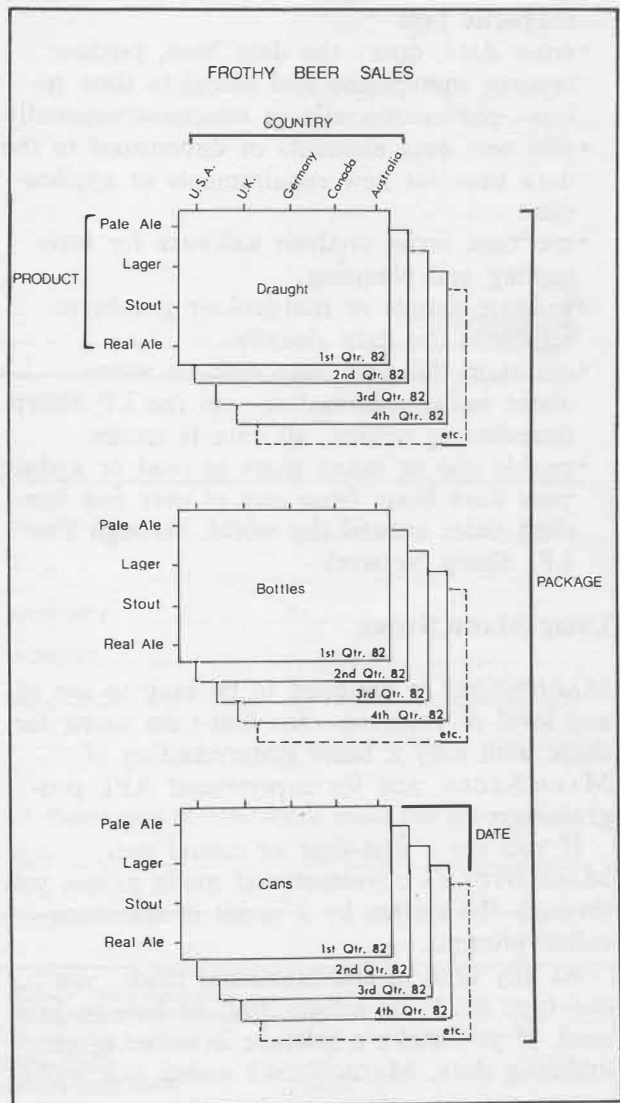 FROTHY BEER SALES
COUNTRY
U.S.A. U.K. Germany Canada Australia
PRODUCT
Pale Ale
Lager
Stout
Real Ale
Draught
1st Qtr. 82
2nd Qtr. 82
3rd Qtr. 82
4th Qtr. 82
etc.
PACKAGE
Pale Ale
Lager
Stout
Real Ale
Bottles
1st Qtr. 82
2nd Qtr. 82
3rd Qtr. 82
4th Qtr. 82
etc.
DATE
Pale Ale
Lager
Stout
Real Ale
Cans
1st Qtr. 82
2nd Qtr. 82
3rd Qtr. 82
4th Qtr. 82
etc.